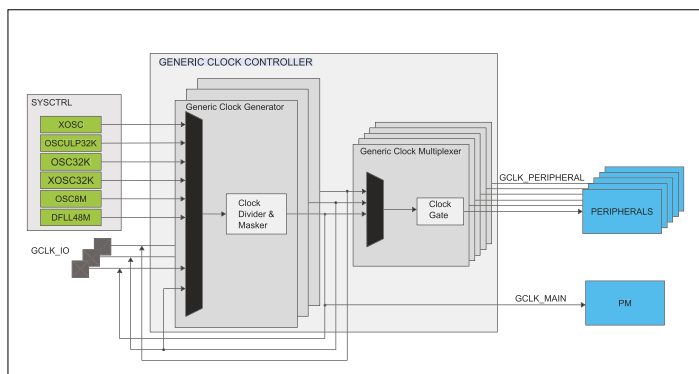 GENERIC CLOCK CONTROLLER
SYSCTRL
XOSC
OSCULP32K
OSC32K
XOSC32K
OSC8M
DFLL48M
GCLK_IO
Generic Clock Generator
Clock
Divider &
Masker
Generic Clock Multiplexer
Clock
Gate
GCLK_PERIPHERAL
PERIPHERALS
GCLK_MAIN
PM